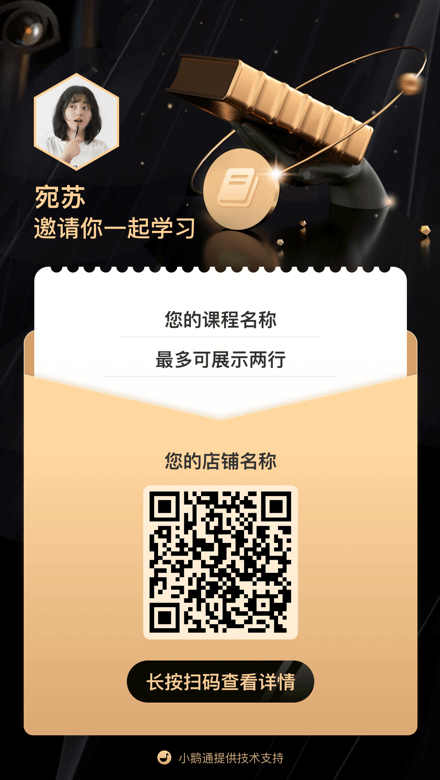 宛苏
邀请你一起学习
您的课程名称
最多可展示两行
您的店铺名称
长按扫码查看详情
小鹅通提供技术支持